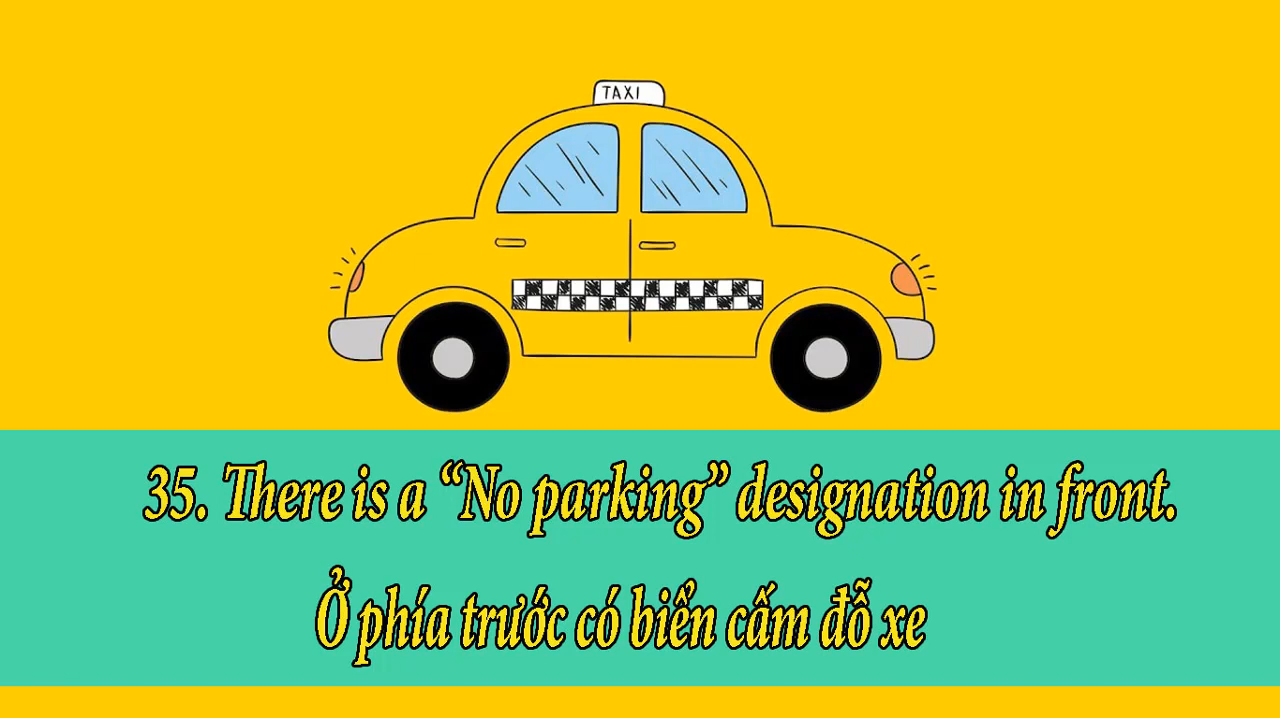 TAXI
35. There is a “No parking” designation in front.
Ở phía trước có biển cấm đỗ xe